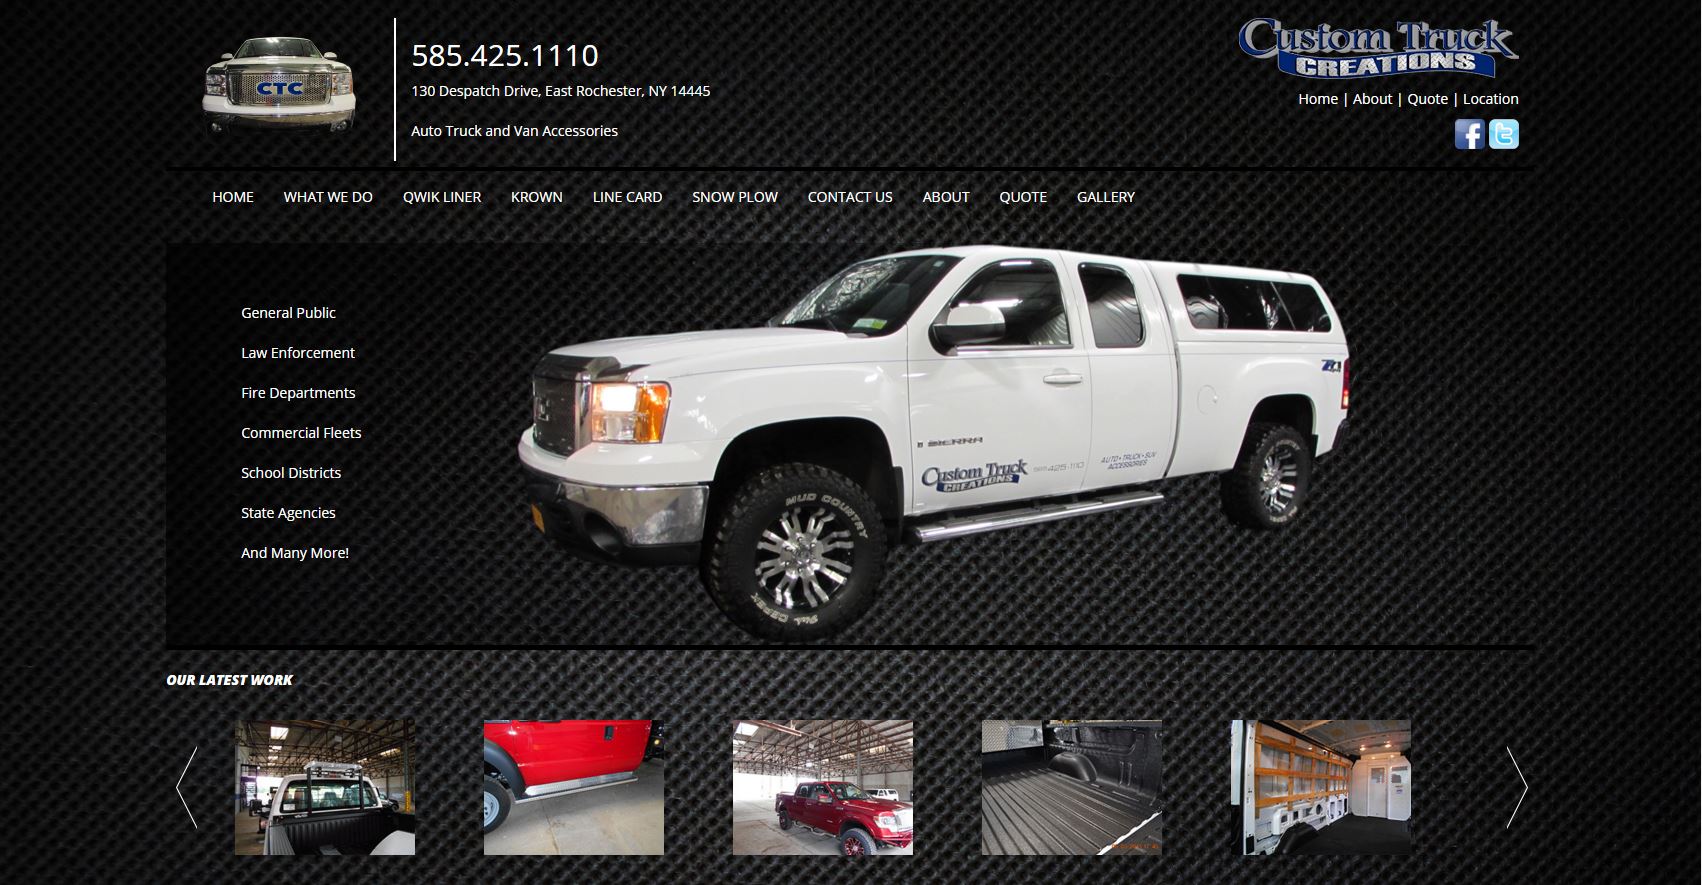 CTC
585.425.1110
130 Despatch Drive, East Rochester, NY 14445
Auto Truck and Van Accessories
Custom Truck
CREATIONS
Home | About | Quote | Location
HOME WHAT WE DO QWIK LINER KROWN LINE CARD SNOW PLOW CONTACT US ABOUT QUOTE GALLERY
General Public
Law Enforcement
Fire Departments
Commercial Fleets
School Districts
State Agencies
And Many More!
SIERRA
Custom Truck
CREATIONS
585.425.1110
AUTO • TRUCK • SUV
ACCESSORIES
Z71
MUD COUNTRY
Dick CEPEK
OUR LATEST WORK